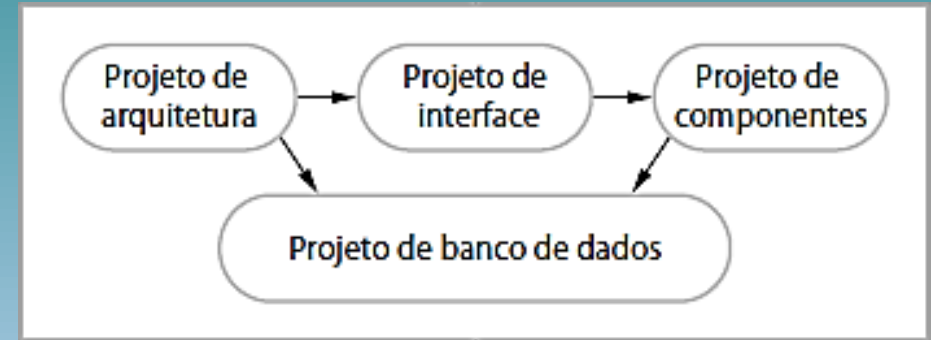 Projeto de
arquitetura
Projeto de
interface
Projeto de
componentes
Projeto de banco de dados